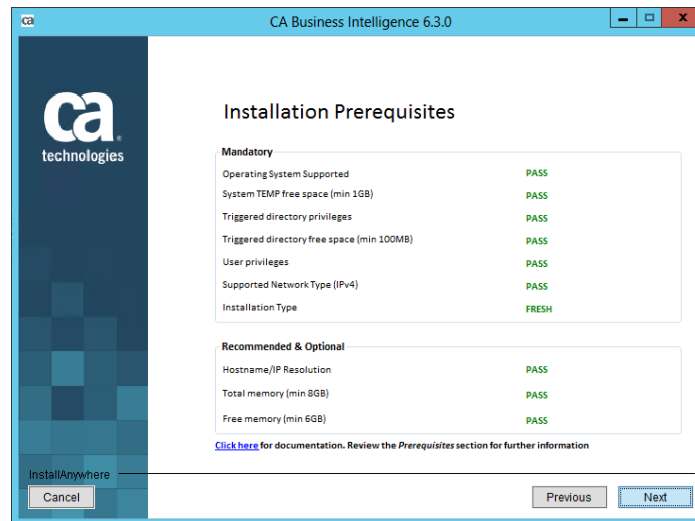 ca
CA Business Intelligence 6.3.0
ca
technologies
Installation Prerequisites
Mandatory
Operating System Supported PASS
System TEMP free space (min 1GB) PASS
Triggered directory privileges PASS
Triggered directory free space (min 100MB) PASS
User privileges PASS
Supported Network Type (IPv4) PASS
Installation Type FRESH
Recommended & Optional
Hostname/IP Resolution PASS
Total memory (min 8GB) PASS
Free memory (min 6GB) PASS
Click here for documentation. Review the Prerequisites section for further information
InstallAnywhere
Cancel Previous Next